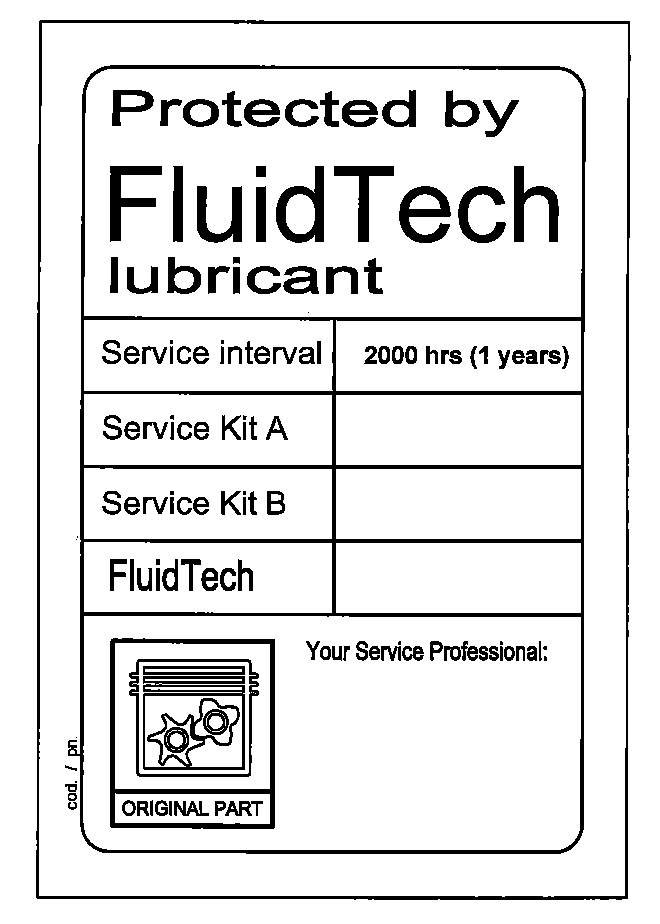 Protected by
FluidTech
lubricant
Service interval 2000 hrs (1 years)
Service Kit A
Service Kit B
FluidTech
Your Service Professional:
ORIGINAL PART
cod. / pn